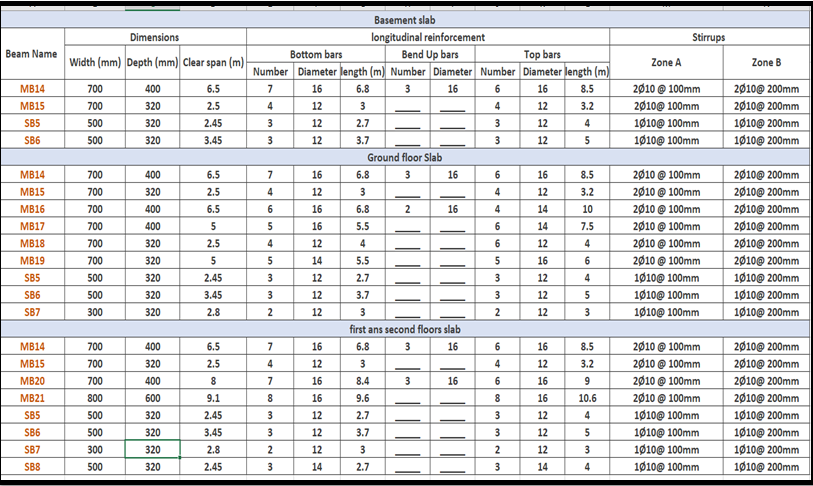 Basement slab
Beam Name Dimensions longitudinal reinforcement Stirrups
Width (mm) Depth (mm) Clear span (m) Bottom bars Bend Up bars Top bars Zone A Zone B
Number Diameter length (m) Number Diameter Number Diameter length (m)
MB14 700 400 6.5 7 16 6.8 3 16 6 16 8.5 2Ø10 @ 100mm 2Ø10@ 200mm
MB15 700 320 2.5 4 12 3 ____ ____ 4 12 3.2 2Ø10 @ 100mm 2Ø10@ 200mm
SB5 500 320 2.45 3 12 2.7 ____ ____ 3 12 4 1Ø10@ 100mm 1Ø10@ 200mm
SB6 500 320 3.45 3 12 3.7 ____ ____ 3 12 5 1Ø10@ 100mm 1Ø10@ 200mm
Ground floor Slab
MB14 700 400 6.5 7 16 6.8 3 16 6 16 8.5 2Ø10 @ 100mm 2Ø10@ 200mm
MB15 700 320 2.5 4 12 3 ____ ____ 4 12 3.2 2Ø10 @ 100mm 2Ø10@ 200mm
MB16 700 400 6.5 6 16 6.8 2 16 4 14 10 2Ø10 @ 100mm 2Ø10@ 200mm
MB17 700 400 5 5 16 5.5 ____ ____ 6 14 7.5 2Ø10 @ 100mm 2Ø10@ 200mm
MB18 700 320 2.5 4 12 4 ____ ____ 6 12 4 2Ø10 @ 100mm 2Ø10@ 200mm
MB19 700 320 5 5 14 5.5 ____ ____ 5 16 6 2Ø10 @ 100mm 2Ø10@ 200mm
SB5 500 320 2.45 3 12 2.7 ____ ____ 3 12 4 1Ø10@ 100mm 1Ø10@ 200mm
SB6 500 320 3.45 3 12 3.7 ____ ____ 3 12 5 1Ø10@ 100mm 1Ø10@ 200mm
SB7 300 320 2.8 2 12 3 ____ ____ 2 12 3 1Ø10@ 100mm 1Ø10@ 200mm
first ans second floors slab
MB14 700 400 6.5 7 16 6.8 3 16 6 16 8.5 2Ø10 @ 100mm 2Ø10@ 200mm
MB15 700 320 2.5 4 12 3 ____ ____ 4 12 3.2 2Ø10 @ 100mm 2Ø10@ 200mm
MB20 700 400 8 7 16 8.4 3 16 6 16 9 2Ø10 @ 100mm 2Ø10@ 200mm
MB21 800 600 9.1 8 16 9.6 ____ ____ 8 16 10.6 2Ø10 @ 100mm 2Ø10@ 200mm
SB5 500 320 2.45 3 12 2.7 ____ ____ 3 12 4 1Ø10@ 100mm 1Ø10@ 200mm
SB6 500 320 3.45 3 12 3.7 ____ ____ 3 12 5 1Ø10@ 100mm 1Ø10@ 200mm
SB7 300 320 2.8 2 12 3 ____ ____ 2 12 3 1Ø10@ 100mm 1Ø10@ 200mm
SB8 500 320 2.45 3 14 2.7 ____ ____ 3 14 4 1Ø10@ 100mm 1Ø10@ 200mm